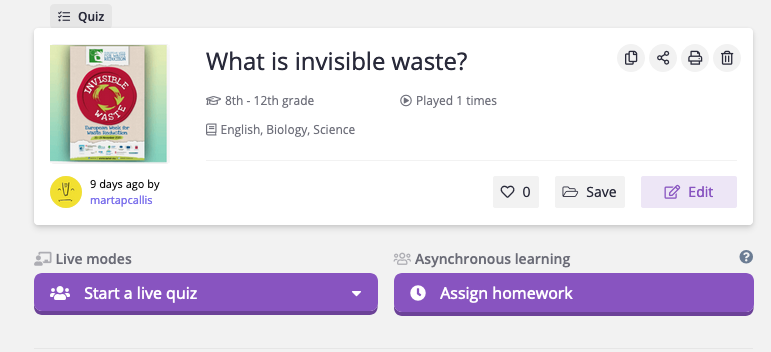 Quiz
INVISIBLE
WASTE
European Week for
Waste Reduction
What is invisible waste?
8th - 12th grade
Played 1 times
English, Biology, Science
9 days ago by
martapcallis
0
Save
Edit
Live modes
Asynchronous learning
?
Start a live quiz
Assign homework